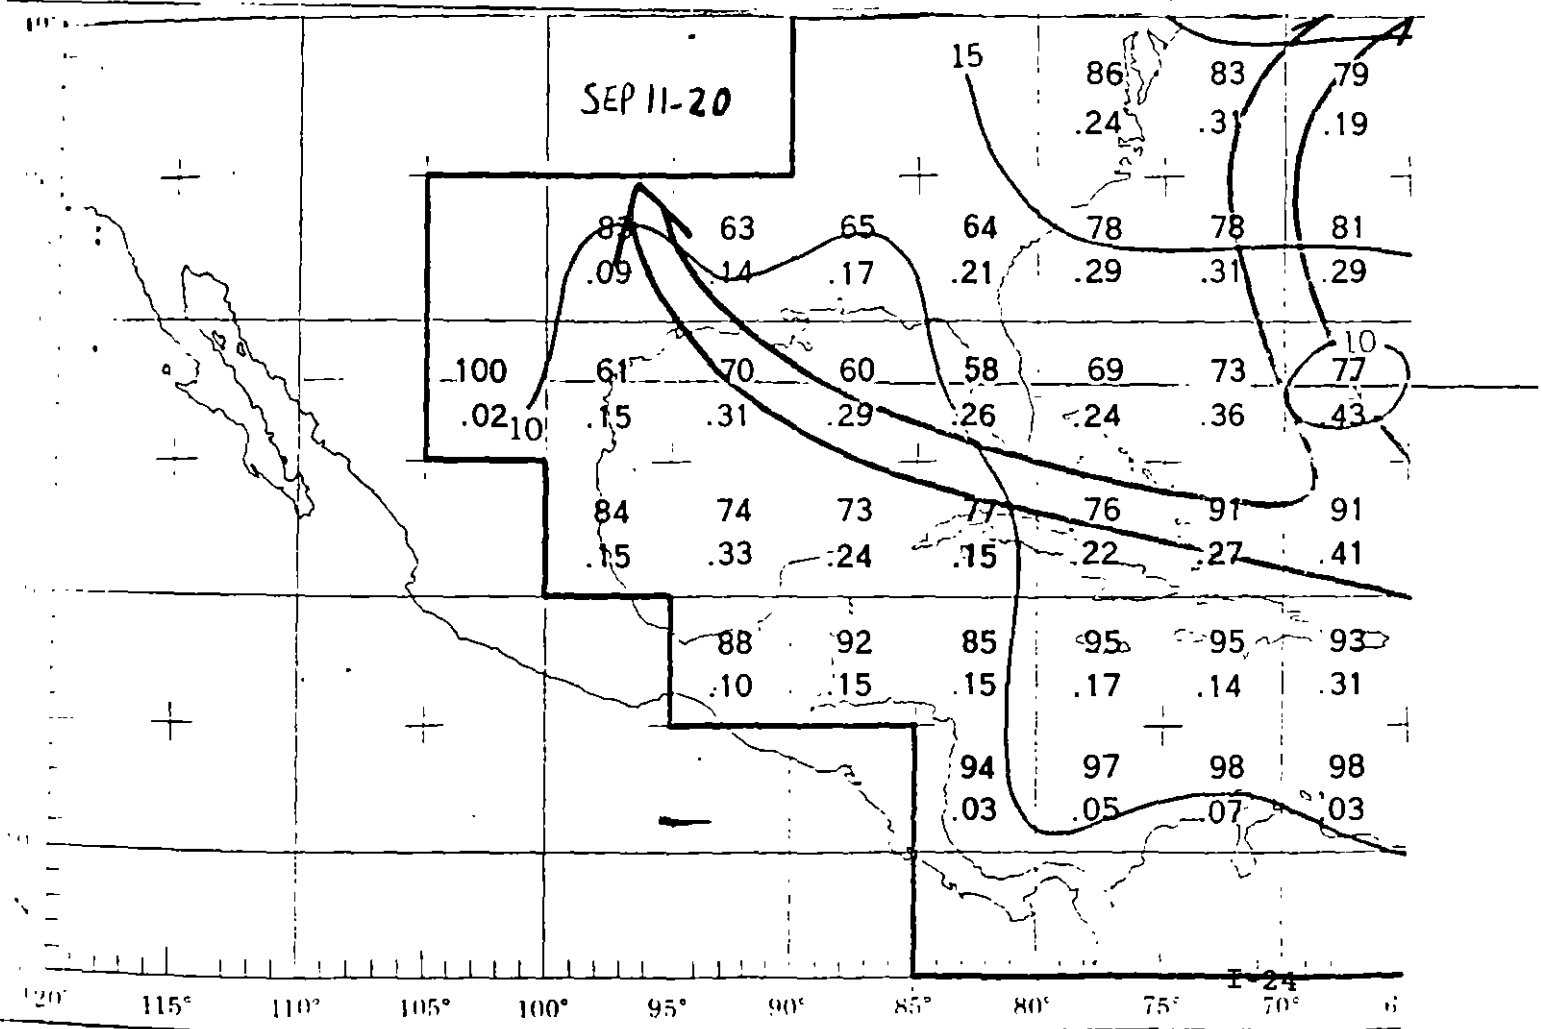 15
86 83 79
SEP 11-20
.24 .31 .19
83 63 65 64 78 78 81
.09 .14 .17 .21 .29 .31 .29
10
100 61 70 60 58 69 73 77
.02 .15 .31 .29 .26 .24 .36 .43
10
84 74 73 77 76 91 91
.15 .33 .24 .15 .22 .27 .41
88 92 85 95 95 93
.10 .15 .15 .17 .14 .31
94 97 98 98
.03 .05 .07 .03
I-24
120° 115° 110° 105° 100° 95° 90° 85° 80° 75° 70° 6